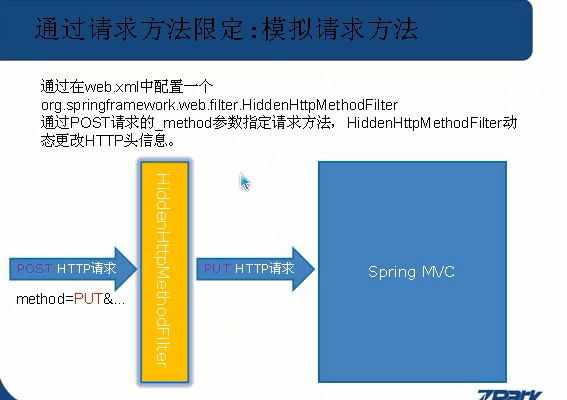 通过请求方法限定:模拟请求方法
通过在web.xml中配置一个
org.springframework.web.filter.HiddenHttpMethodFilter
通过POST请求的_method参数指定请求方法，HiddenHttpMethodFilter动
态更改HTTP头信息。
POST HTTP请求
method=PUT&...
HiddenHttpMethodFilter
PUT HTTP请求
Spring MVC
ZPark